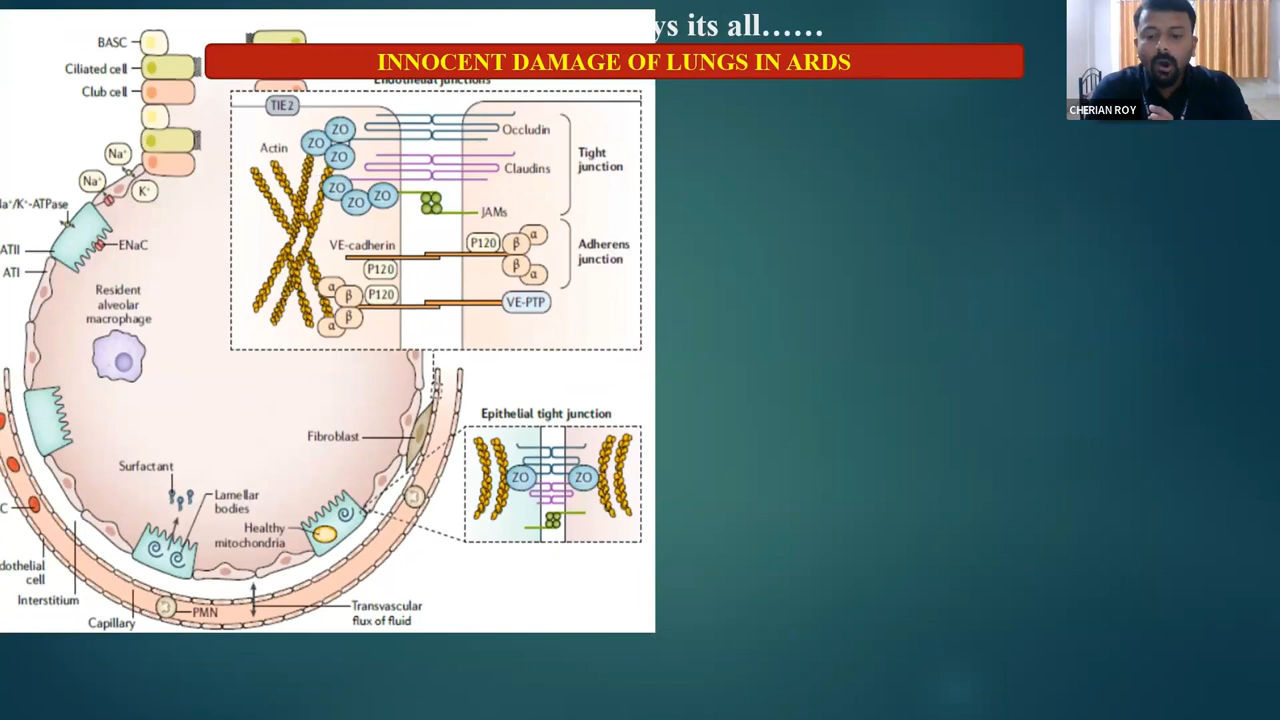 ys its all......
INNOCENT DAMAGE OF LUNGS IN ARDS
CHERIAN ROY
BASC
Ciliated cell
Club cell
Na⁺
Na⁺
K⁺
a⁺/K⁺-ATPase
ATII
ENaC
ATI
Resident
alveolar
macrophage
Endothelial junctions
TIE2
Actin
ZO
ZO
ZO
ZO
ZO
ZO
Occludin
Claudins
JAMs
Tight
junction
VE-cadherin
P120
P120
P120
β
α
β
α
α
β
β
α
VE-PTP
Adherens
junction
Fibroblast
Epithelial tight junction
ZO
ZO
Surfactant
Lamellar
bodies
Healthy
mitochondria
C
dothelial
cell
Interstitium
Capillary
PMN
Transvascular
flux of fluid